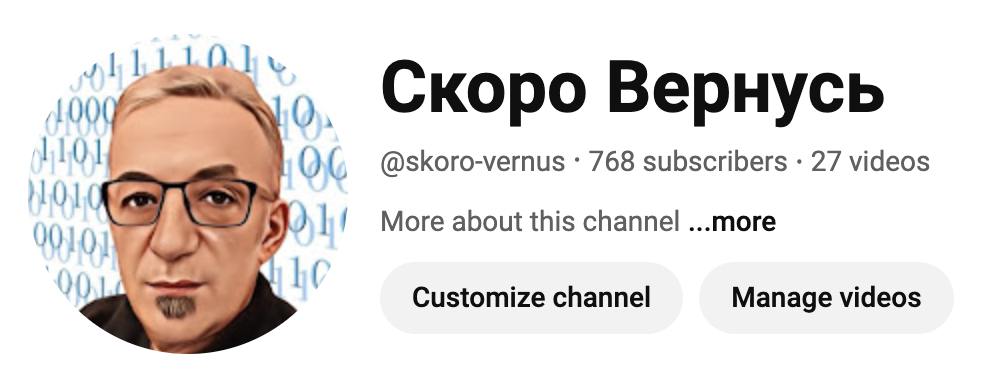 Скоро Вернусь
@skoro-vernus · 768 subscribers · 27 videos
More about this channel ...more
Customize channel Manage videos